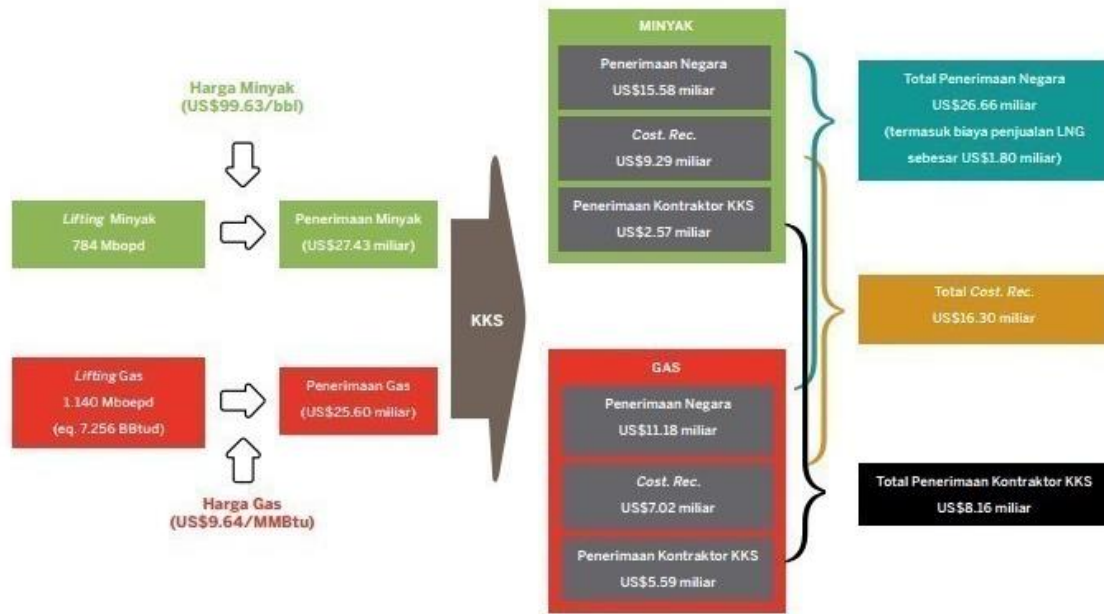 Harga Minyak
(US$99.63/bbl)
Lifting Minyak
784 Mbopd
Penerimaan Minyak
(US$27.43 miliar)
Lifting Gas
1.140 Mboepd
(eq. 7.256 BBtud)
Penerimaan Gas
(US$25.60 miliar)
Harga Gas
(US$9.64/MMBtu)
KKS
MINYAK
Penerimaan Negara
US$15.58 miliar
Cost. Rec.
US$9.29 miliar
Penerimaan Kontraktor KKS
US$2.57 miliar
GAS
Penerimaan Negara
US$11.18 miliar
Cost. Rec.
US$7.02 miliar
Penerimaan Kontraktor KKS
US$5.59 miliar
Total Penerimaan Negara
US$26.66 miliar
(termasuk biaya penjualan LNG
sebesar US$1.80 miliar)
Total Cost. Rec.
US$16.30 miliar
Total Penerimaan Kontraktor KKS
US$8.16 miliar